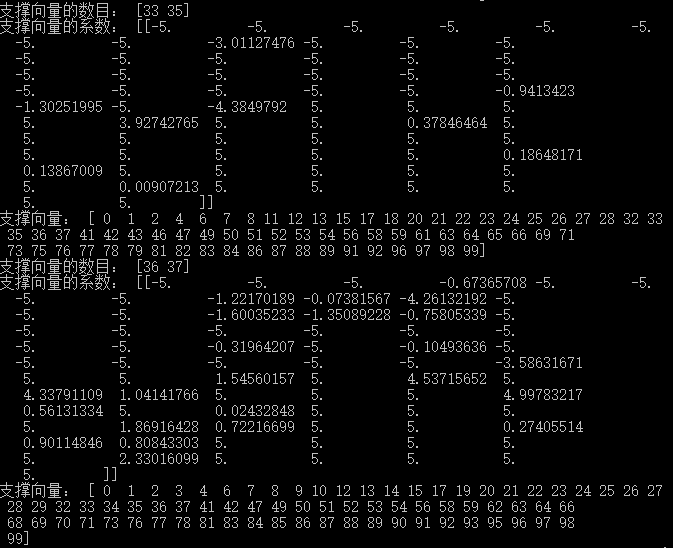 支撑向量的数目： [33 35]
支撑向量的系数： [[-5. -5. -5. -5. -5. -5.
-5. -5. -3.01127476 -5. -5. -5.
-5. -5. -5. -5. -5. -5.
-5. -5. -5. -5. -5. -5.
-5. -5. -5. -5. -5. -0.9413423
-1.30251995 -5. -4.3849792 5. 5. 5.
5. 3.92742765 5. 5. 0.37846464 5.
5. 5. 5. 5. 5. 5.
5. 5. 5. 5. 5. 0.18648171
0.13867009 5. 5. 5. 5. 5.
5. 0.00907213 5. 5. 5. 5.
5. 5. ]]
支撑向量： [ 0 1 2 4 6 7 8 11 12 13 15 17 18 20 21 22 23 24 25 26 27 28 32 33
35 36 37 41 42 43 46 47 49 50 51 52 53 54 56 58 59 61 63 64 65 66 69 71
73 75 76 77 78 79 81 82 83 84 86 87 88 89 91 92 96 97 98 99]
支撑向量的数目： [36 37]
支撑向量的系数： [[-5. -5. -5. -0.67365708 -5. -5.
-5. -5. -1.22170189 -0.07381567 -4.26132192 -5.
-5. -5. -1.60035233 -1.35089228 -0.75805339 -5.
-5. -5. -5. -5. -5. -5.
-5. -5. -0.31964207 -5. -0.10493636 -5.
-5. -5. -5. -5. -5. -3.58631671
5. 5. 1.54560157 5. 4.53715652 5.
4.33791109 1.04141766 5. 5. 5. 4.99783217
0.56131334 5. 0.02432848 5. 5. 5.
5. 1.86916428 0.72216699 5. 5. 0.27405514
0.90114846 0.80843303 5. 5. 5. 5.
5. 2.33016099 5. 5. 5. 5.
5. ]]
支撑向量： [ 0 1 2 3 4 6 7 8 9 10 12 13 14 15 17 19 20 21 22 23 24 25 26 27
28 29 32 33 34 35 36 37 41 42 47 49 50 51 52 53 54 56 58 59 62 63 64 66
68 69 70 71 73 76 77 78 81 83 84 85 86 87 88 89 90 91 92 93 95 96 97 98
99]